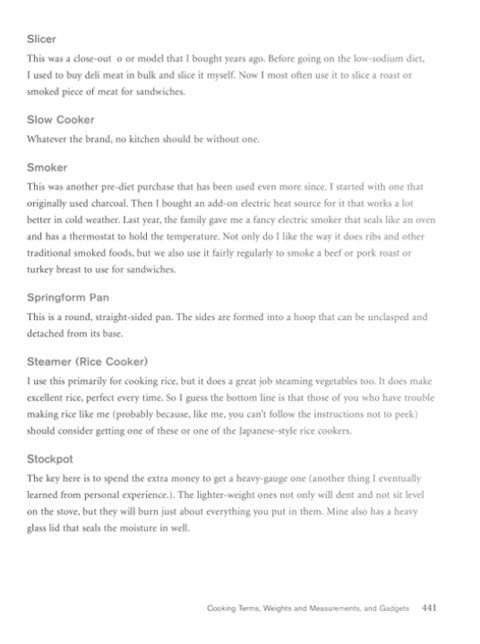 Slicer
This was a close-out o or model that I bought years ago. Before going on the low-sodium diet,
I used to buy deli meat in bulk and slice it myself. Now I most often use it to slice a roast or
smoked piece of meat for sandwiches.
Slow Cooker
Whatever the brand, no kitchen should be without one.
Smoker
This was another pre-diet purchase that has been used even more since. I started with one that
originally used charcoal. Then I bought an add-on electric heat source for it that works a lot
better in cold weather. Last year, the family gave me a fancy electric smoker that seals like an oven
and has a thermostat to hold the temperature. Not only do I like the way it does ribs and other
traditional smoked foods, but we also use it fairly regularly to smoke a beef or pork roast or
turkey breast to use for sandwiches.
Springform Pan
This is a round, straight-sided pan. The sides are formed into a hoop that can be unclasped and
detached from its base.
Steamer (Rice Cooker)
I use this primarily for cooking rice, but it does a great job steaming vegetables too. It does make
excellent rice, perfect every time. So I guess the bottom line is that those of you who have trouble
making rice like me (probably because, like me, you can't follow the instructions not to peek)
should consider getting one of these or one of the Japanese-style rice cookers.
Stockpot
The key here is to spend the extra money to get a heavy-gauge one (another thing I eventually
learned from personal experience.). The lighter-weight ones not only will dent and not sit level
on the stove, but they will burn just about everything you put in them. Mine also has a heavy
glass lid that seals the moisture in well.
Cooking Terms, Weights and Measurements, and Gadgets 441